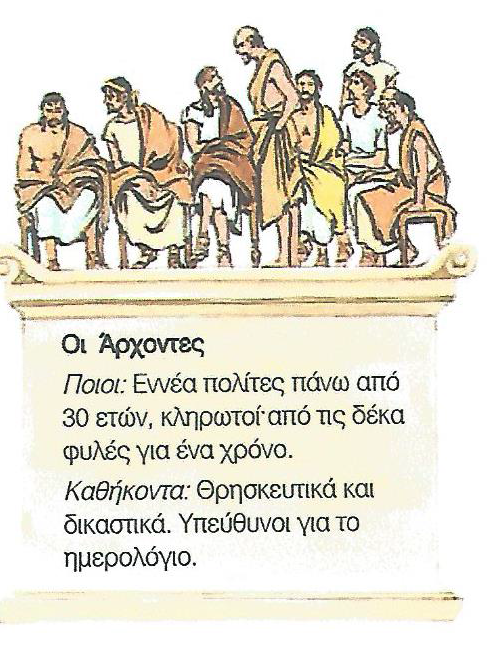 Οι Άρχοντες
Ποιοι: Εννέα πολίτες πάνω από
30 ετών, κληρωτοί από τις δέκα
φυλές για ένα χρόνο.
Καθήκοντα: Θρησκευτικά και
δικαστικά. Υπεύθυνοι για το
ημερολόγιο.